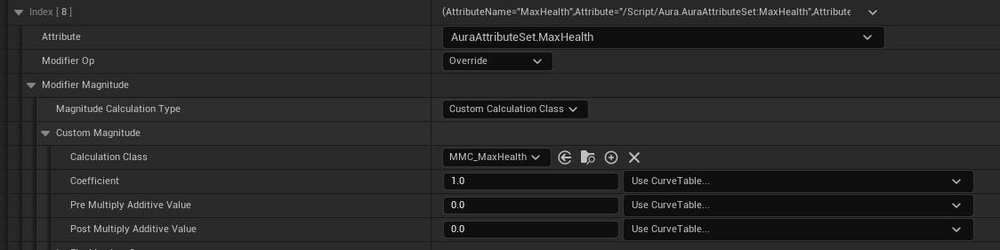 Index [ 8 ]
(AttributeName="MaxHealth",Attribute="/Script/Aura.AuraAttributeSet:MaxHealth",Attribute
Attribute
AuraAttributeSet.MaxHealth
Modifier Op
Override
Modifier Magnitude
Magnitude Calculation Type
Custom Calculation Class
Custom Magnitude
Calculation Class
MMC_MaxHealth
Coefficient
1.0
Use CurveTable...
Pre Multiply Additive Value
0.0
Use CurveTable...
Post Multiply Additive Value
0.0
Use CurveTable...